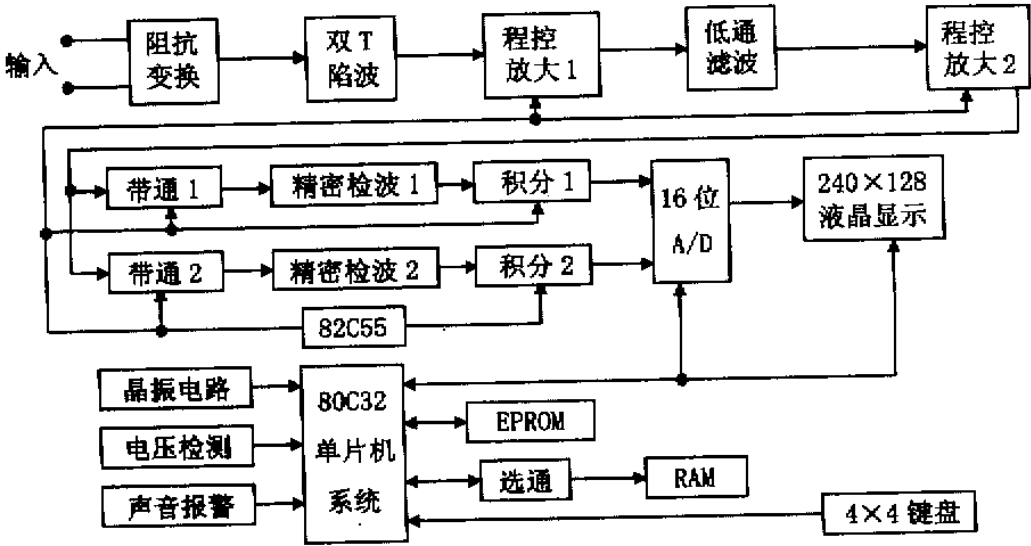 输入
阻抗
变换
双T
陷波
程控
放大1
低通
滤波
程控
放大2
带通1
精密检波1
积分1
16位
A/D
240×128
液晶显示
带通2
精密检波2
积分2
82C55
晶振电路
电压检测
声音报警
80C32
单片机
系统
EPROM
选通
RAM
4×4键盘